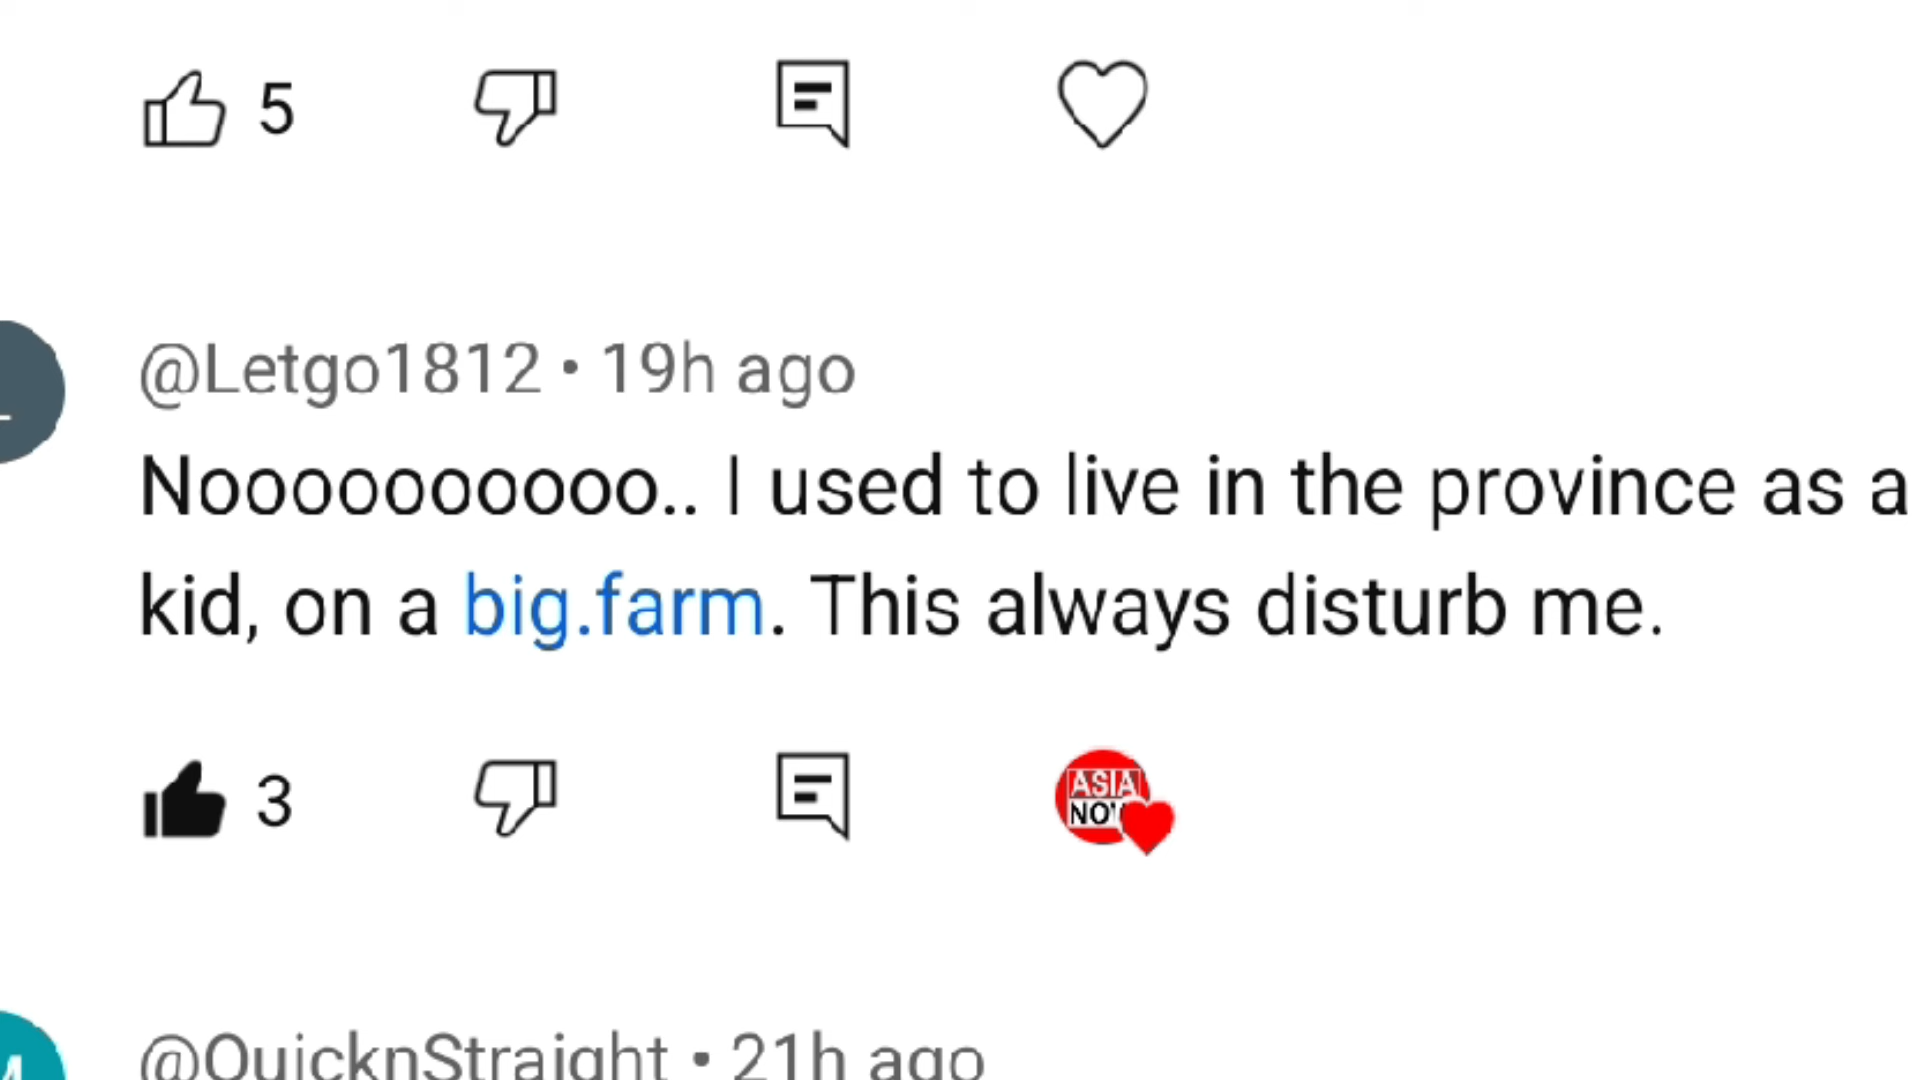 5
@Letgo1812 • 19h ago
Noooooooooo.. I used to live in the province as a
kid, on a big.farm. This always disturb me.
3
ASIA
@QuicknStraight • 21h ago